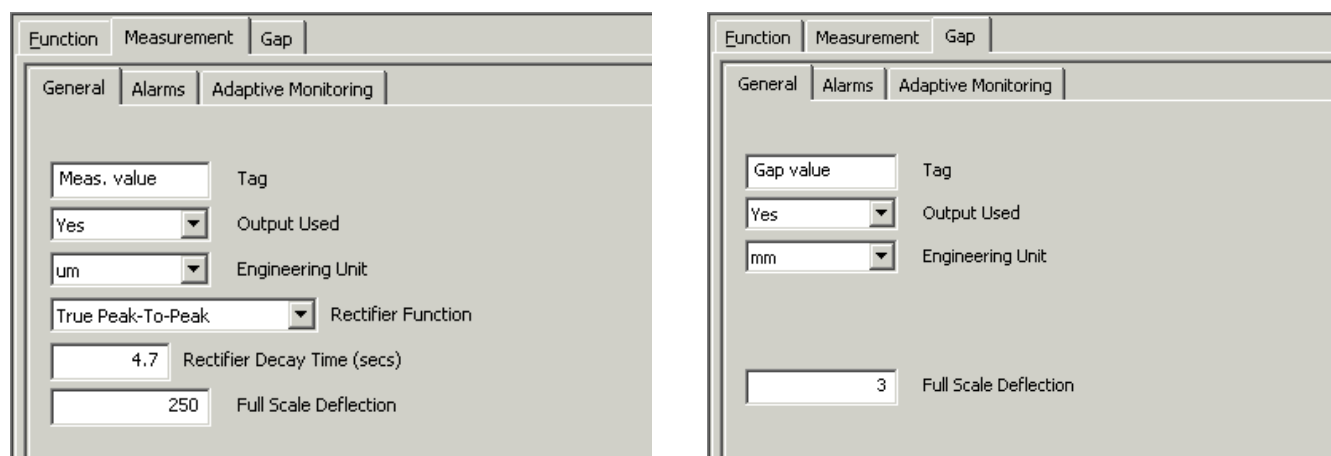 Function Measurement Gap
General Alarms Adaptive Monitoring
Meas. value Tag
Yes Output Used
um Engineering Unit
True Peak-To-Peak Rectifier Function
4.7 Rectifier Decay Time (secs)
250 Full Scale Deflection
Function Measurement Gap
General Alarms Adaptive Monitoring
Gap value Tag
Yes Output Used
mm Engineering Unit
3 Full Scale Deflection